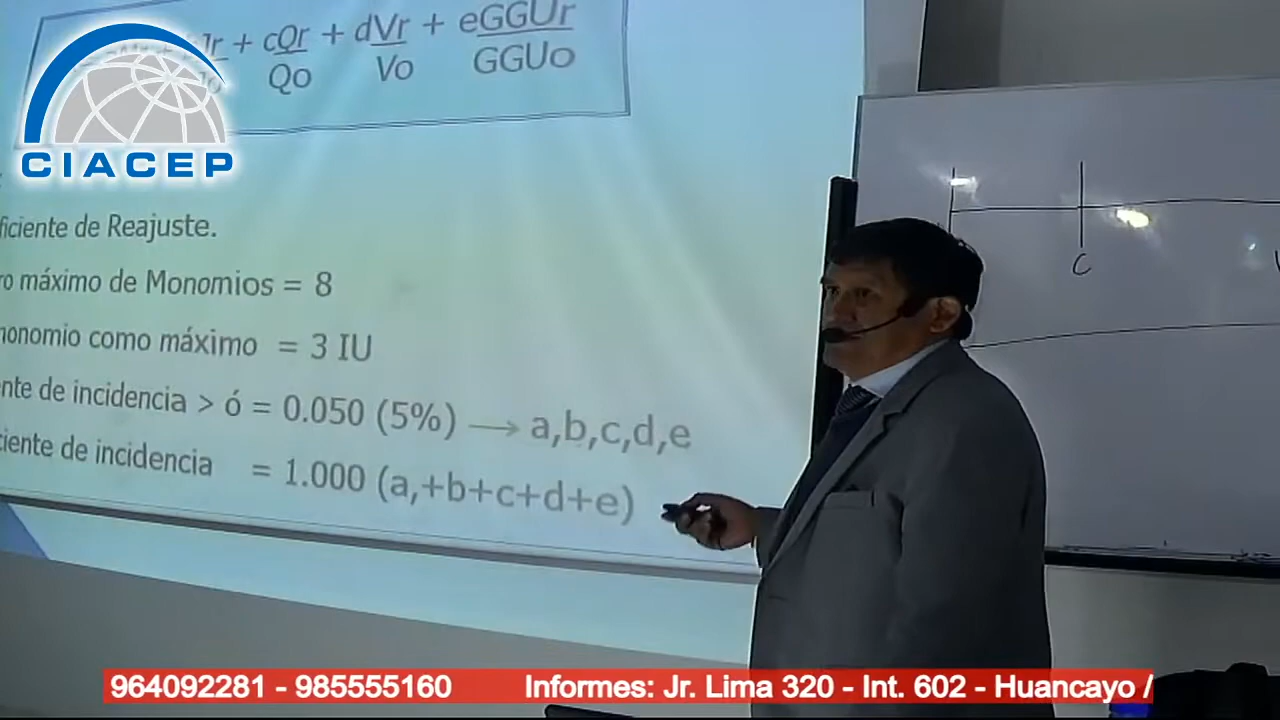 Jr + cQr + dVr + eGGUr
Jo Qo Vo GGUo
CIACEP
ficiente de Reajuste.
ro máximo de Monomios = 8
nonomio como máximo = 3 IU
nte de incidencia > ó = 0.050 (5%) → a,b,c,d,e
ciente de incidencia = 1.000 (a,+b+c+d+e)
C
964092281 - 985555160 Informes: Jr. Lima 320 - Int. 602 - Huancayo /